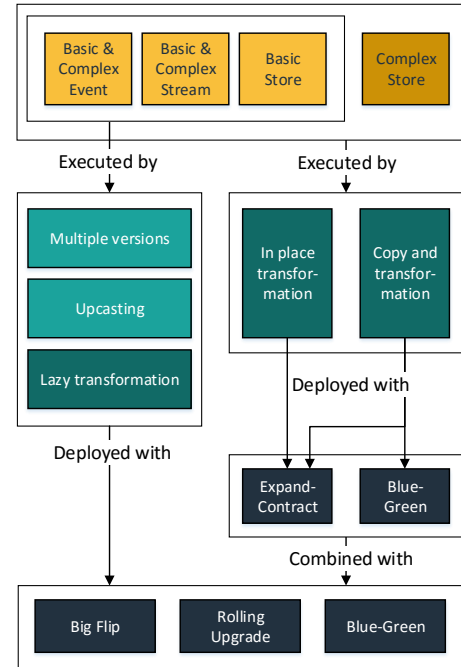 Basic &
Complex
Event
Basic &
Complex
Stream
Basic
Store
Complex
Store
Executed by
Executed by
Multiple versions
Upcasting
Lazy transformation
In place
transfor-
mation
Copy and
transfor-
mation
Deployed with
Deployed with
Expand-
Contract
Blue-
Green
Combined with
Big Flip
Rolling
Upgrade
Blue-Green